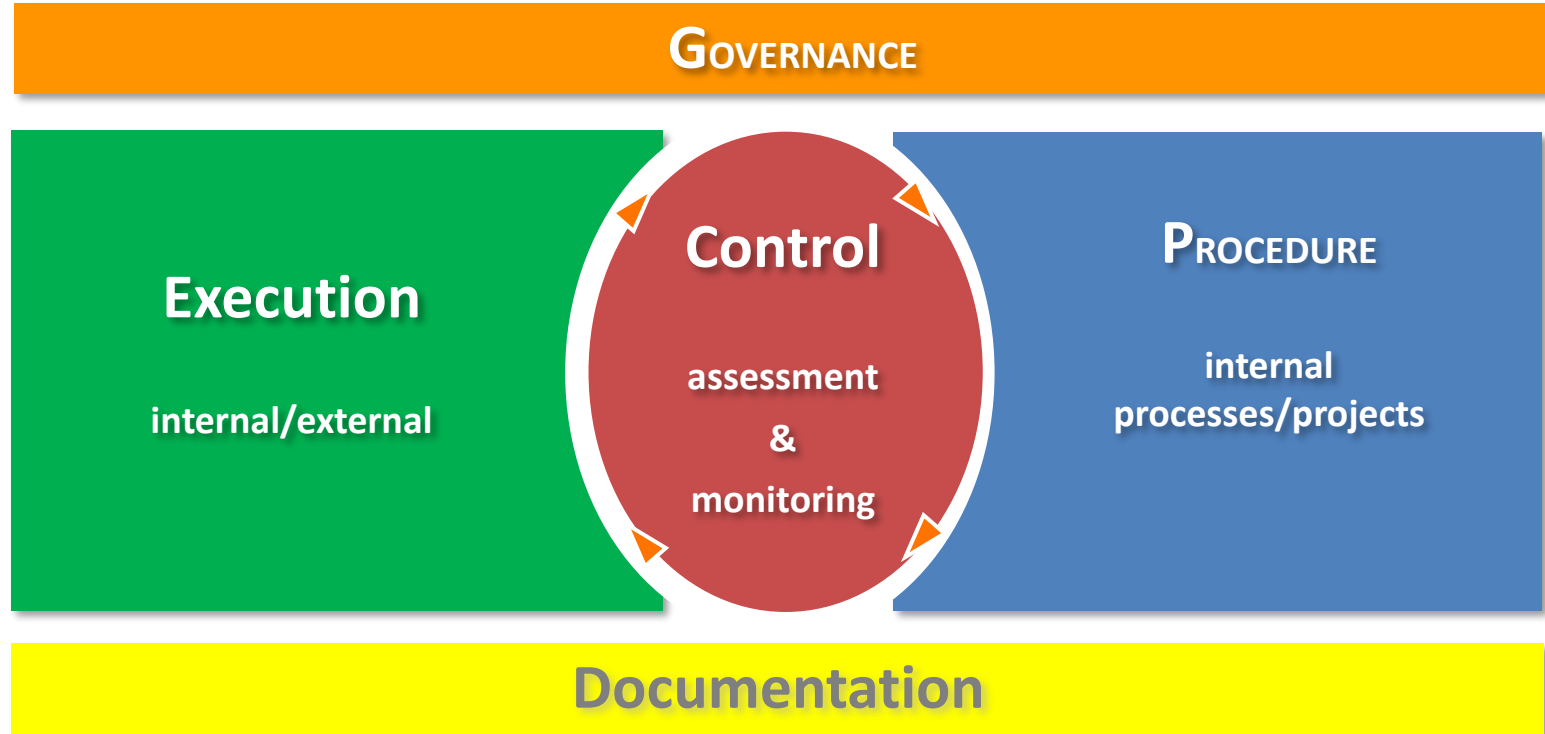 GOVERNANCE
Execution
internal/external
Control
assessment
&
monitoring
PROCEDURE
internal
processes/projects
Documentation